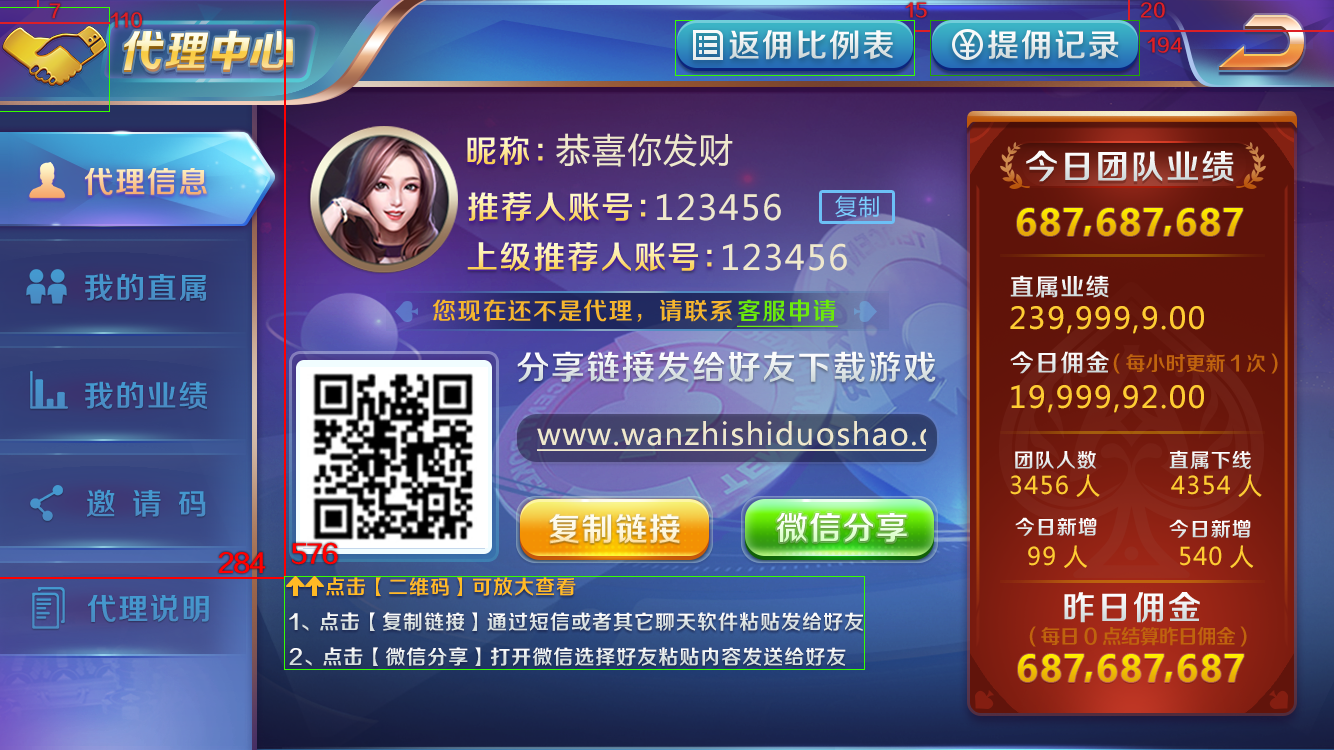 7
110
15
20
194
代理中心
返佣比例表
提佣记录
代理信息
我的直属
我的业绩
邀请码
代理说明
昵称：恭喜你发财
推荐人账号：123456
复制
上级推荐人账号：123456
您现在还不是代理，请联系客服申请
分享链接发给好友下载游戏
www.wanzhishiduoshao.c
复制链接
微信分享
284
576
点击【二维码】可放大查看
1、点击【复制链接】通过短信或者其它聊天软件粘贴发给好友
2、点击【微信分享】打开微信选择好友粘贴内容发送给好友
今日团队业绩
687,687,687
直属业绩
239,999,9.00
今日佣金（每小时更新1次）
19,999,92.00
团队人数
3456 人
直属下线
4354 人
今日新增
99 人
今日新增
540 人
昨日佣金
（每日0点结算昨日佣金）
687,687,687